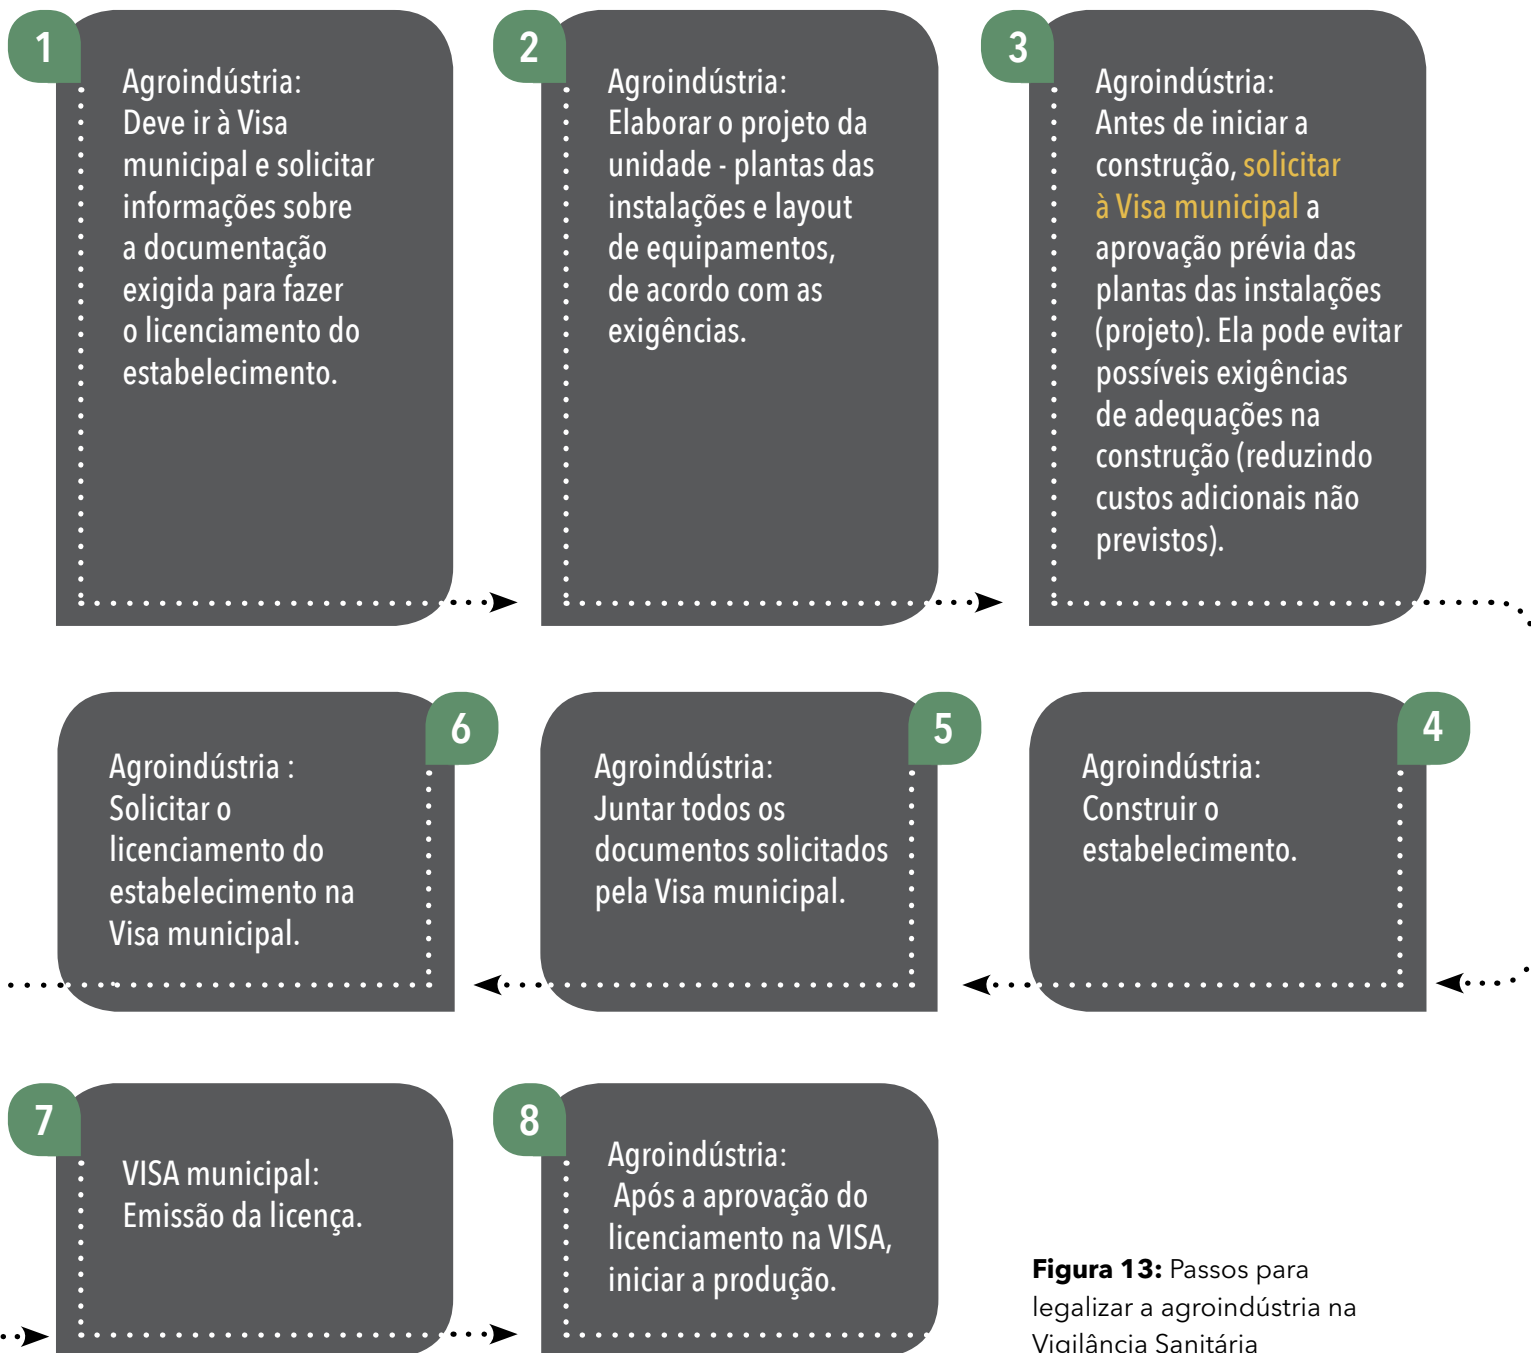 1
Agroindústria:
Deve ir à Visa
municipal e solicitar
informações sobre
a documentação
exigida para fazer
o licenciamento do
estabelecimento.
2
Agroindústria:
Elaborar o projeto da
unidade - plantas das
instalações e layout
de equipamentos,
de acordo com as
exigências.
3
Agroindústria:
Antes de iniciar a
construção, solicitar
à Visa municipal a
aprovação prévia das
plantas das instalações
(projeto). Ela pode evitar
possíveis exigências
de adequações na
construção (reduzindo
custos adicionais não
previstos).
4
Agroindústria:
Construir o
estabelecimento.
5
Agroindústria:
Juntar todos os
documentos solicitados
pela Visa municipal.
6
Agroindústria :
Solicitar o
licenciamento do
estabelecimento na
Visa municipal.
7
VISA municipal:
Emissão da licença.
8
Agroindústria:
Após a aprovação do
licenciamento na VISA,
iniciar a produção.
Figura 13: Passos para
legalizar a agroindústria na
Vigilância Sanitária